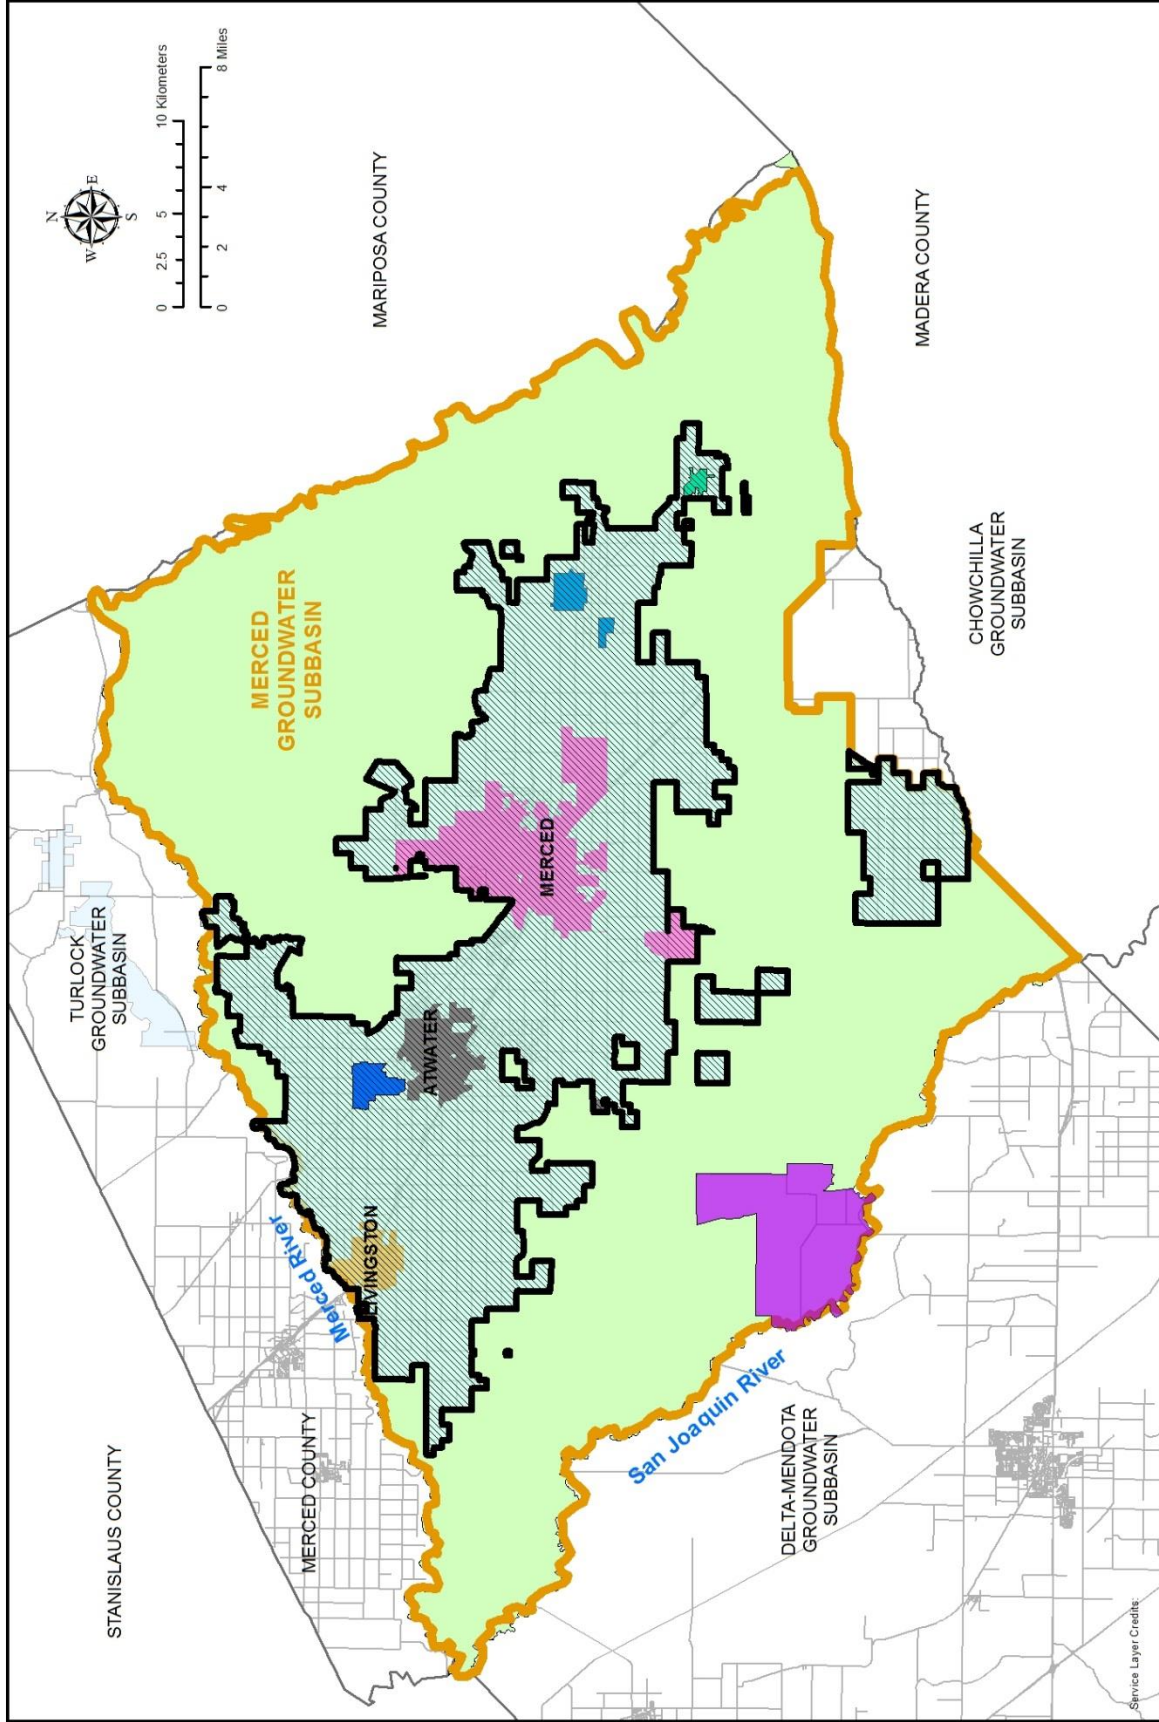 STANISLAUS COUNTY
TURLOCK
GROUNDWATER
SUBBASIN
MERCED COUNTY
Merced River
LIVINGSTON
ATWATER
MERCED
MERCED
GROUNDWATER
SUBBASIN
N
W
E
S
0 2.5 5 10 Kilometers
0 2 4 8 Miles
MARIPOSA COUNTY
San Joaquin River
DELTA-MENDOTA
GROUNDWATER
SUBBASIN
CHOWCHILLA
GROUNDWATER
SUBBASIN
MADERA COUNTY
Service Layer Credits: